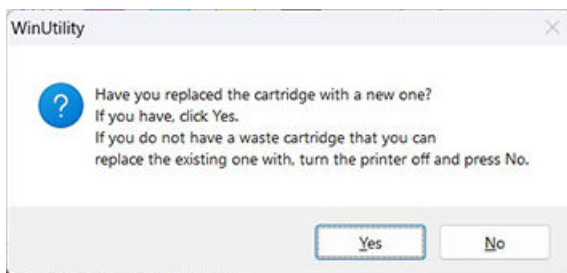 WinUtility
Have you replaced the cartridge with a new one?
If you have, click Yes.
If you do not have a waste cartridge that you can
replace the existing one with, turn the printer off and press No.
Yes
No